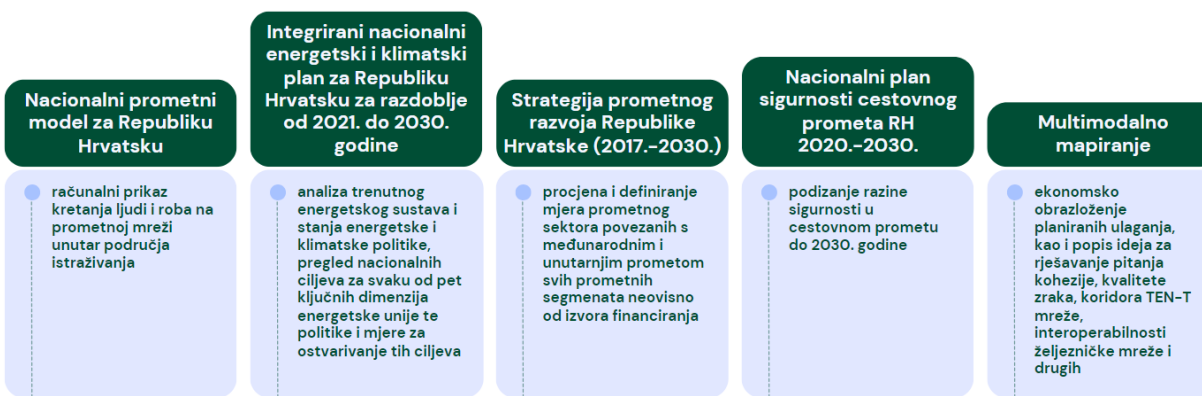 Nacionalni prometni
model za Republiku
Hrvatsku
računalni prikaz
kretanja ljudi i roba na
prometnoj mreži
unutar područja
istraživanja
Integrirani nacionalni
energetski i klimatski
plan za Republiku
Hrvatsku za razdoblje
od 2021. do 2030.
godine
analiza trenutnog
energetskog sustava i
stanja energetske i
klimatske politike,
pregled nacionalnih
ciljeva za svaku od pet
ključnih dimenzija
energetske unije te
politike i mjere za
ostvarivanje tih ciljeva
Strategija prometnog
razvoja Republike
Hrvatske (2017.-2030.)
procjena i definiranje
mjera prometnog
sektora povezanih s
međunarodnim i
unutarnjim prometom
svih prometnih
segmenata neovisno
od izvora financiranja
Nacionalni plan
sigurnosti cestovnog
prometa RH
2020.-2030.
podizanje razine
sigurnosti u
cestovnom prometu
do 2030. godine
Multimodalno
mapiranje
ekonomsko
obrazloženje
planiranih ulaganja,
kao i popis ideja za
rješavanje pitanja
kohezije, kvalitete
zraka, koridora TEN-T
mreže,
interoperabilnosti
željezničke mreže i
drugih